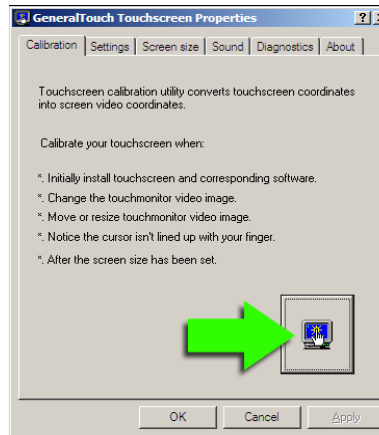 GeneralTouch Touchscreen Properties
Calibration Settings Screen size Sound Diagnostics About
Touchscreen calibration utility converts touchscreen coordinates
into screen video coordinates.
Calibrate your touchscreen when:
*. Initially install touchscreen and corresponding software.
*. Change the touchmonitor video image.
*. Move or resize touchmonitor video image.
*. Notice the cursor isn't lined up with your finger.
*. After the screen size has been set.
OK Cancel Apply